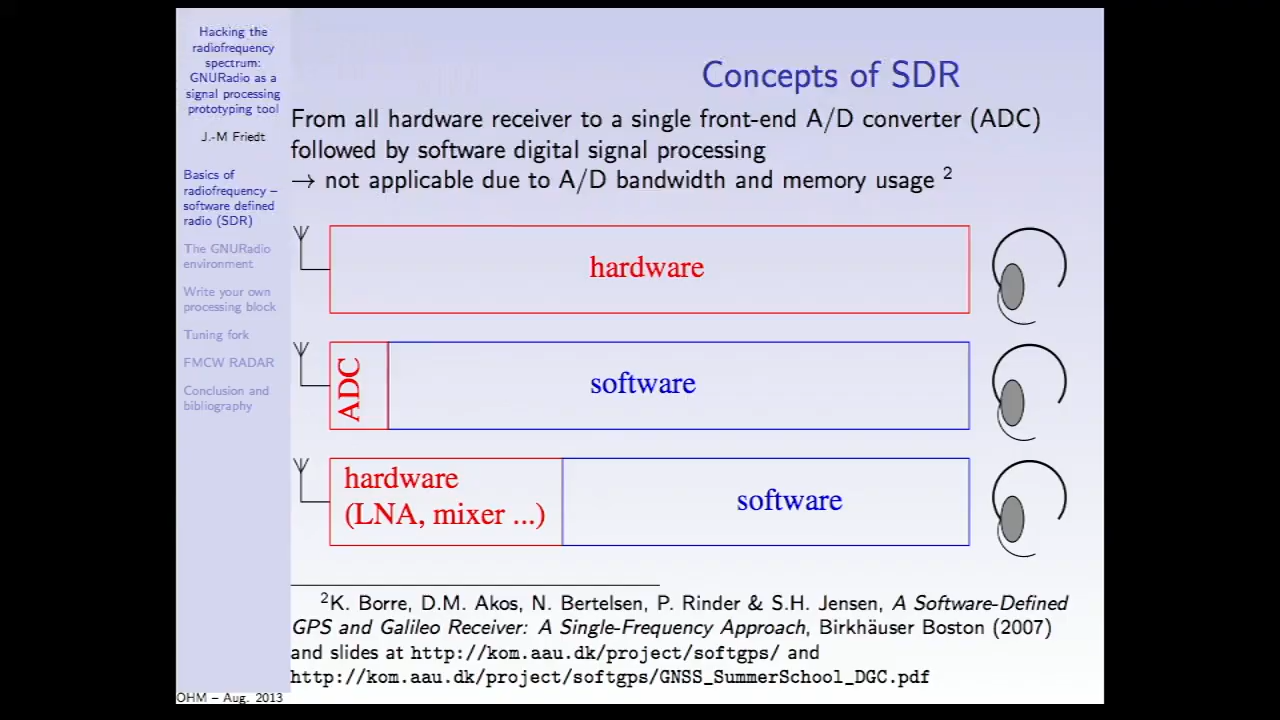 Hacking the
radiofrequency
spectrum:
GNURadio as a
signal processing
prototyping tool
J.-M Friedt
Basics of
radiofrequency –
software defined
radio (SDR)
The GNURadio
environment
Write your own
processing block
Tuning fork
FMCW RADAR
Conclusion and
bibliography
OHM – Aug. 2013
Concepts of SDR
From all hardware receiver to a single front-end A/D converter (ADC)
followed by software digital signal processing
→ not applicable due to A/D bandwidth and memory usage 2
hardware
ADC
software
hardware
(LNA, mixer ...)
software
2K. Borre, D.M. Akos, N. Bertelsen, P. Rinder & S.H. Jensen, A Software-Defined
GPS and Galileo Receiver: A Single-Frequency Approach, Birkhäuser Boston (2007)
and slides at http://kom.aau.dk/project/softgps/ and
http://kom.aau.dk/project/softgps/GNSS_SummerSchool_DGC.pdf